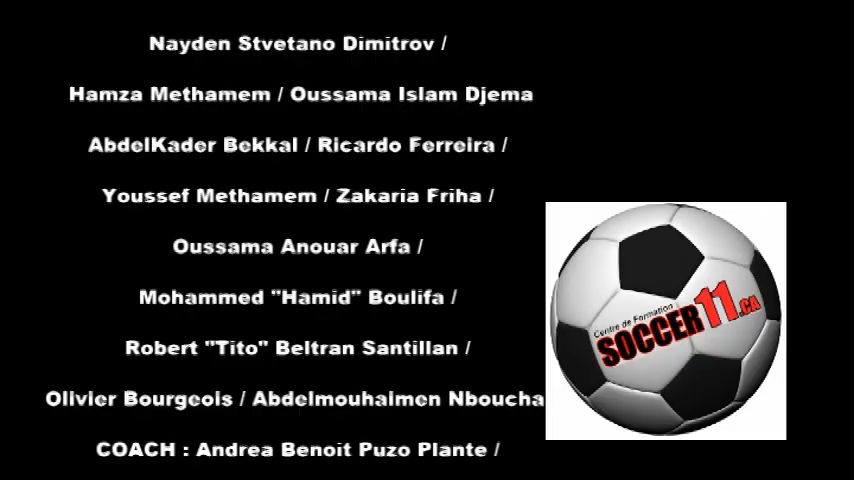 Nayden Stvetano Dimitrov /
Hamza Methamem / Oussama Islam Djema
AbdelKader Bekkal / Ricardo Ferreira /
Youssef Methamem / Zakaria Friha /
Oussama Anouar Arfa /
Mohammed "Hamid" Boulifa /
Robert "Tito" Beltran Santillan /
Olivier Bourgeois / Abdelmouhaimen Nboucha
COACH : Andrea Benoit Puzo Plante /
Centre de Formation
SOCCER11.CA